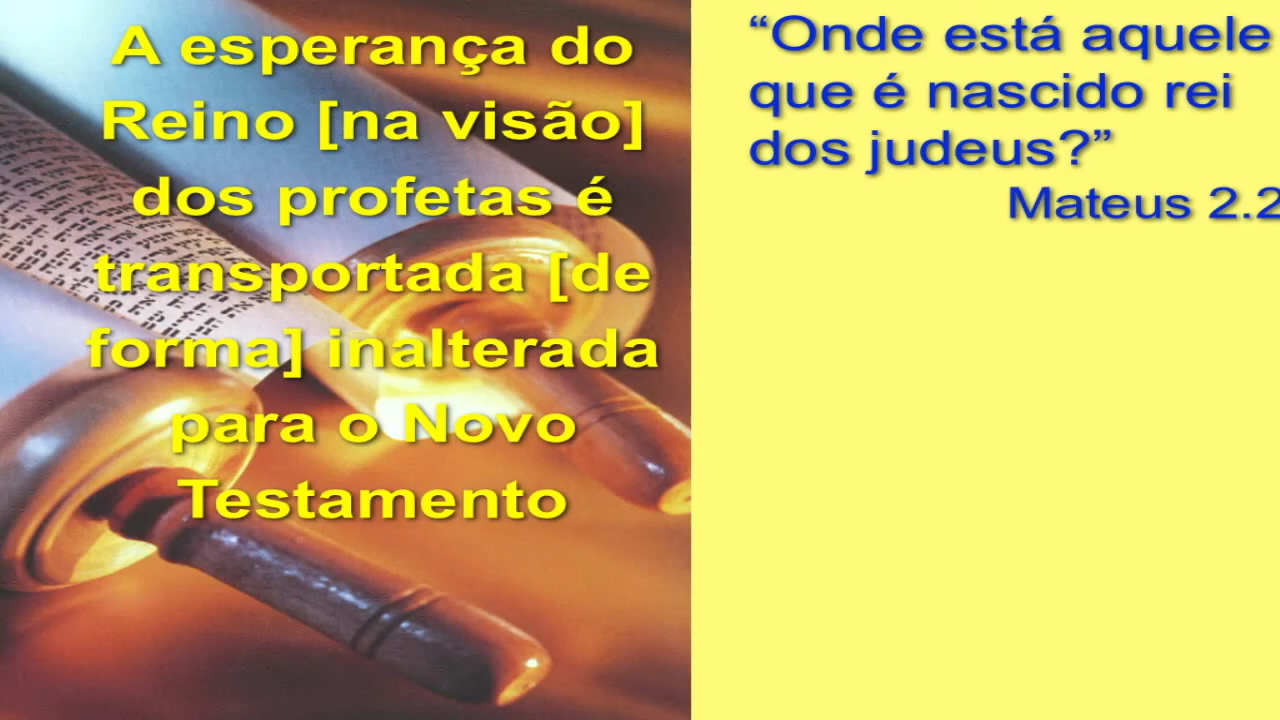 A esperança do
Reino [na visão]
dos profetas é
transportada [de
forma] inalterada
para o Novo
Testamento
“Onde está aquele
que é nascido rei
dos judeus?”
Mateus 2.2